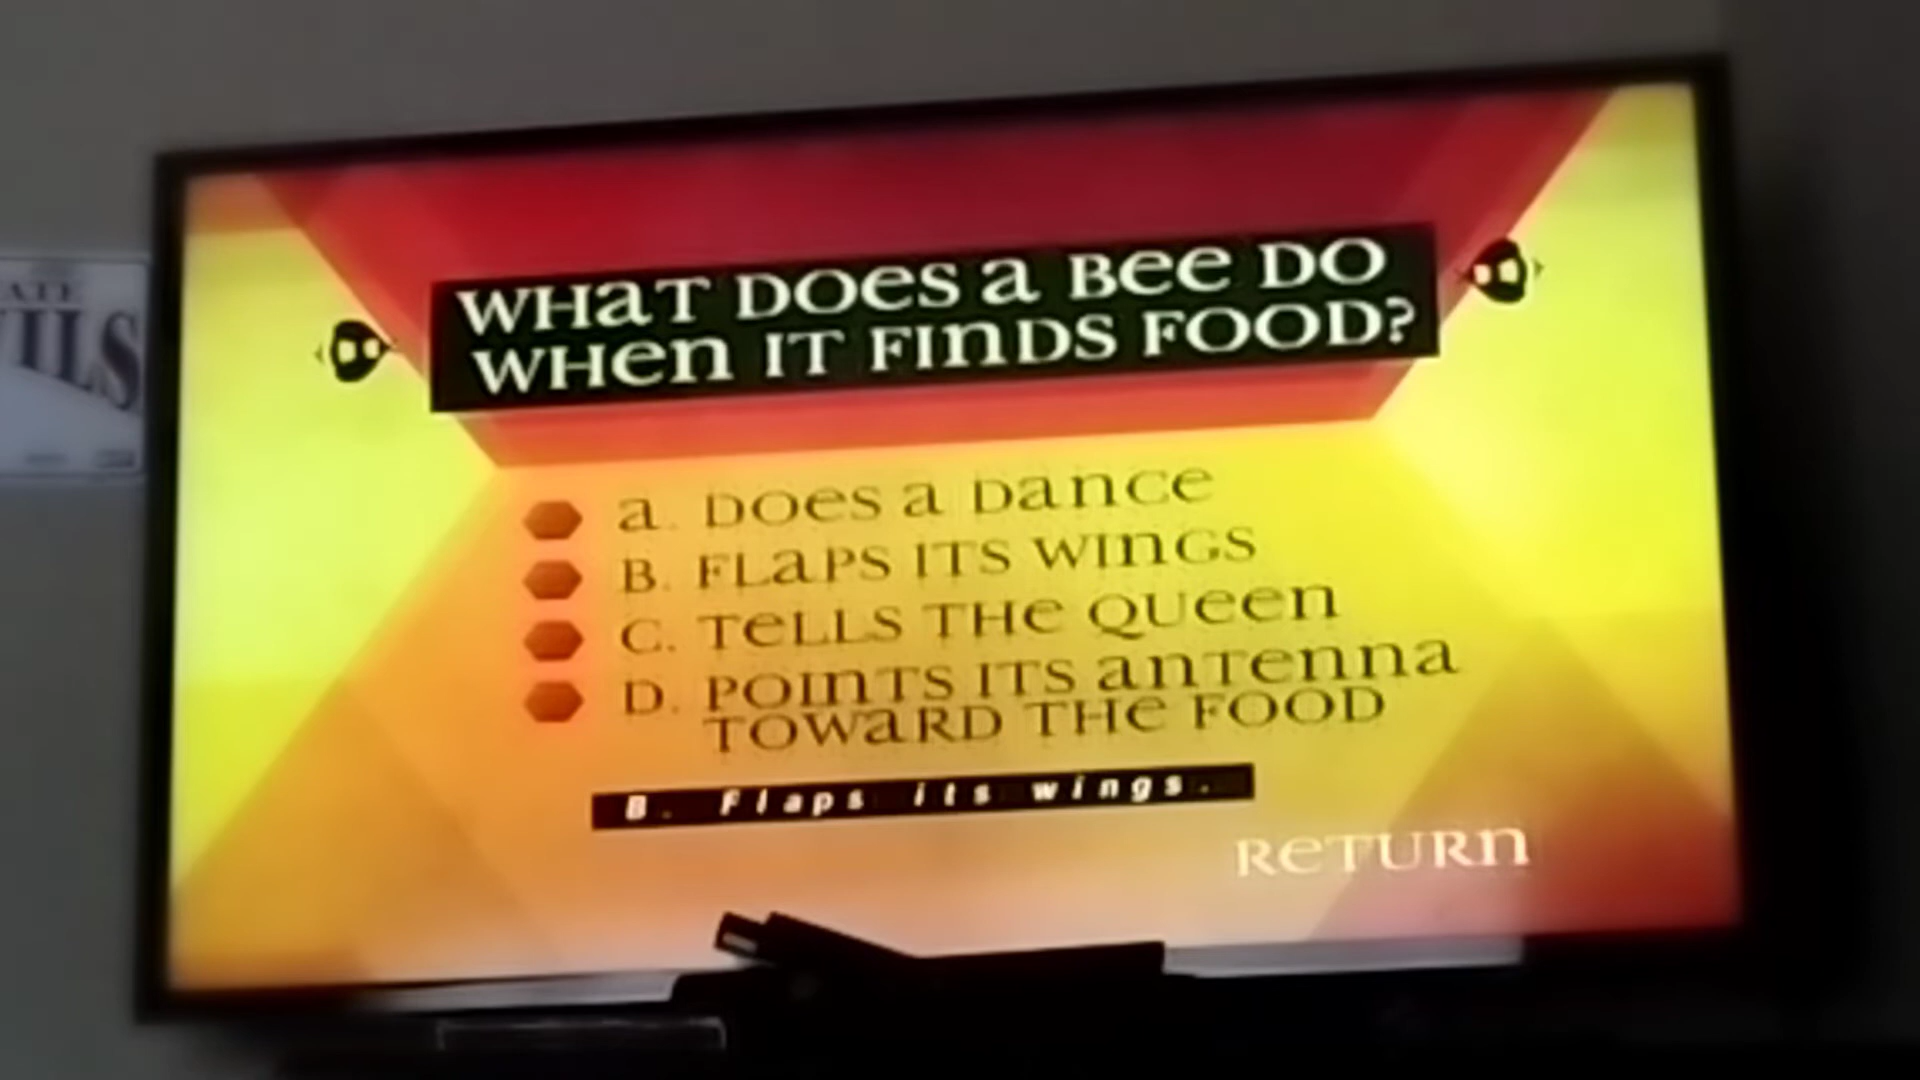 WHAT DOES A BEE DO
WHEN IT FINDS FOOD?
A. DOES A DANCE
B. FLAPS ITS WINGS
C. TELLS THE QUEEN
D. POINTS ITS ANTENNA
TOWARD THE FOOD
B. Flaps its wings.
RETURN